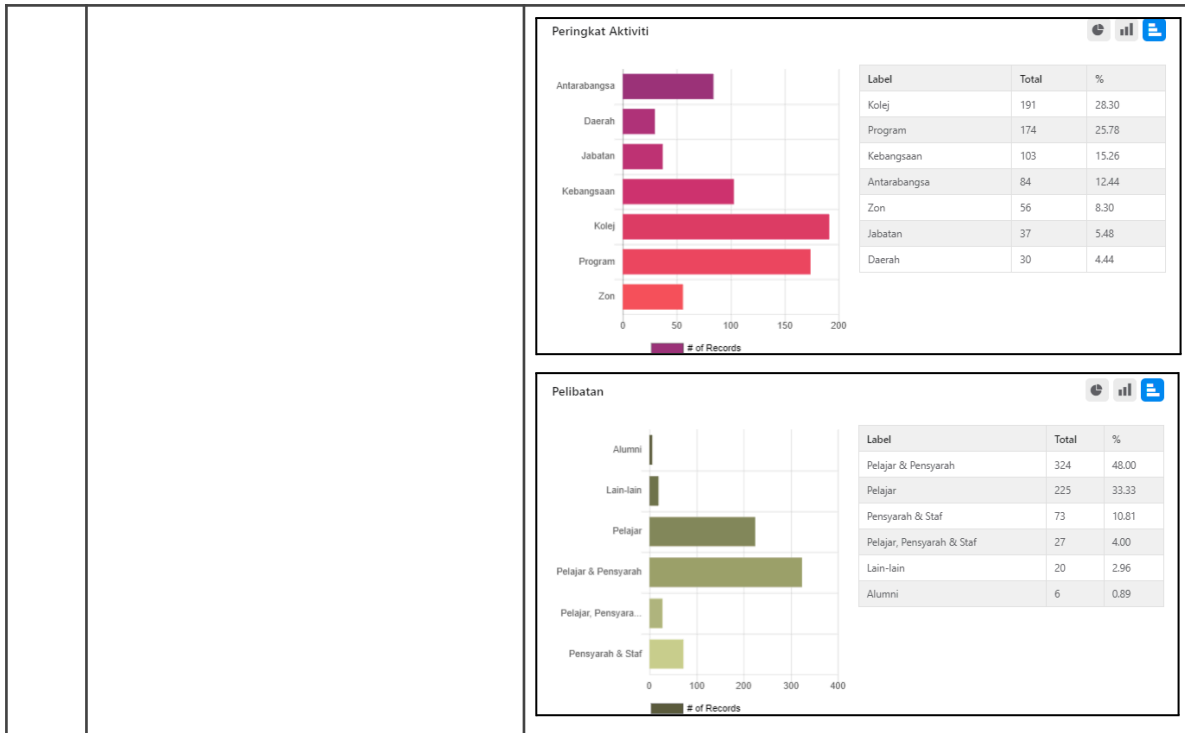 Peringkat Aktiviti
Antarabangsa
Daerah
Jabatan
Kebangsaan
Kolej
Program
Zon
0 50 100 150 200
# of Records
Label Total %
Kolej 191 28.30
Program 174 25.78
Kebangsaan 103 15.26
Antarabangsa 84 12.44
Zon 56 8.30
Jabatan 37 5.48
Daerah 30 4.44
Pelibatan
Alumni
Lain-lain
Pelajar
Pelajar & Pensyarah
Pelajar, Pensyara...
Pensyarah & Staf
0 100 200 300 400
# of Records
Label Total %
Pelajar & Pensyarah 324 48.00
Pelajar 225 33.33
Pensyarah & Staf 73 10.81
Pelajar, Pensyarah & Staf 27 4.00
Lain-lain 20 2.96
Alumni 6 0.89